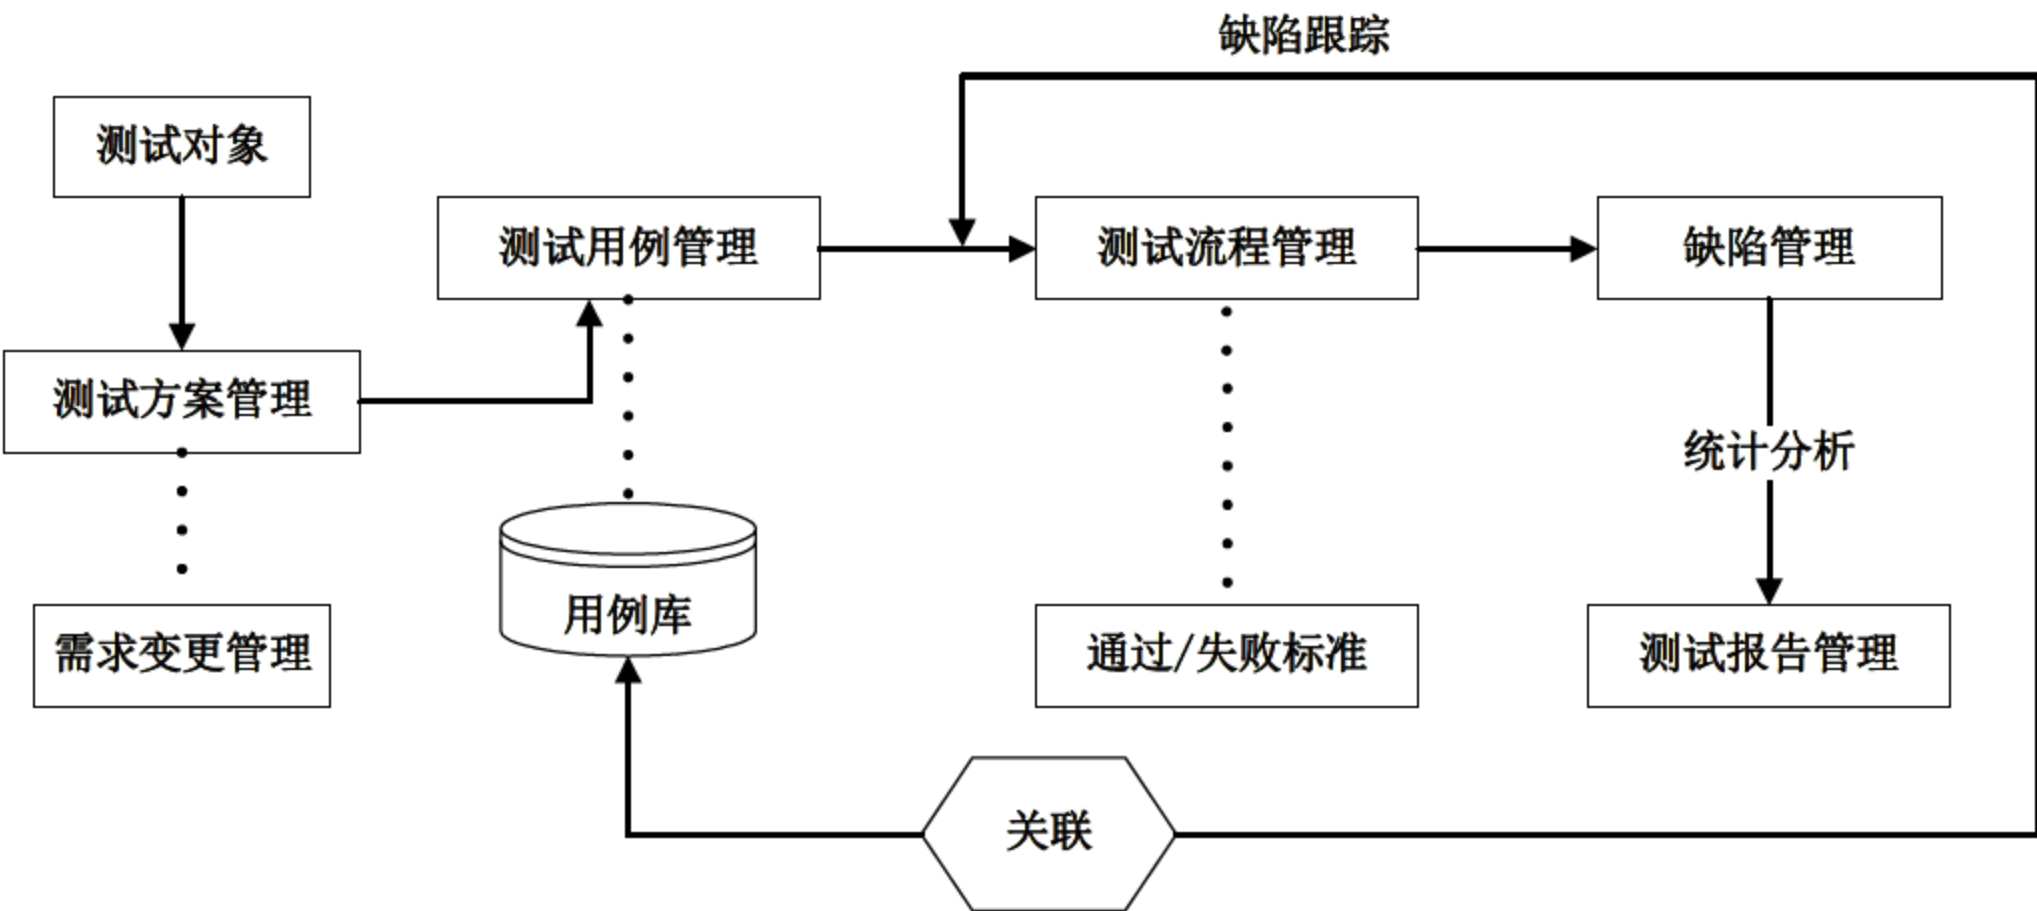 缺陷跟踪
测试对象
测试用例管理
测试流程管理
缺陷管理
测试方案管理
统计分析
用例库
需求变更管理
通过/失败标准
测试报告管理
关联